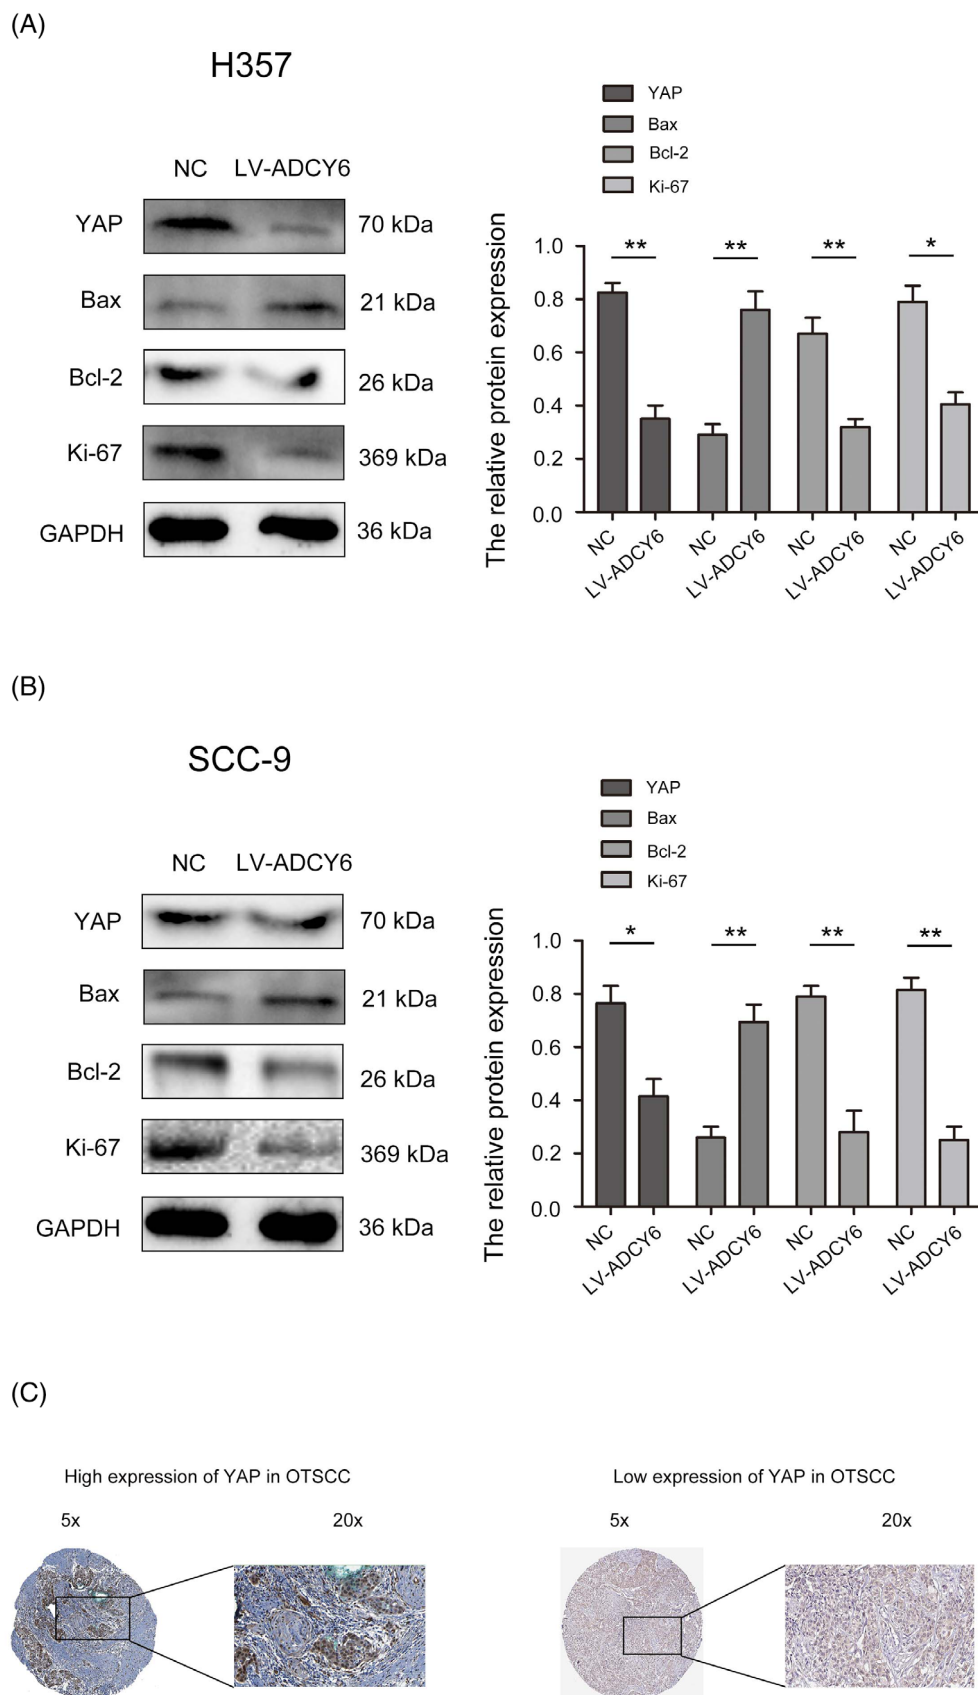 (A)
H357
NC LV-ADCY6
YAP 70 kDa
Bax 21 kDa
Bcl-2 26 kDa
Ki-67 369 kDa
GAPDH 36 kDa
YAP
Bax
Bcl-2
Ki-67
The relative protein expression
1.0
0.8
0.6
0.4
0.2
0.0
** ** ** *
NC LV-ADCY6 NC LV-ADCY6 NC LV-ADCY6 NC LV-ADCY6
(B)
SCC-9
NC LV-ADCY6
YAP 70 kDa
Bax 21 kDa
Bcl-2 26 kDa
Ki-67 369 kDa
GAPDH 36 kDa
YAP
Bax
Bcl-2
Ki-67
The relative protein expression
1.0
0.8
0.6
0.4
0.2
0.0
* ** ** **
NC LV-ADCY6 NC LV-ADCY6 NC LV-ADCY6 NC LV-ADCY6
(C)
High expression of YAP in OTSCC
5x 20x
Low expression of YAP in OTSCC
5x 20x